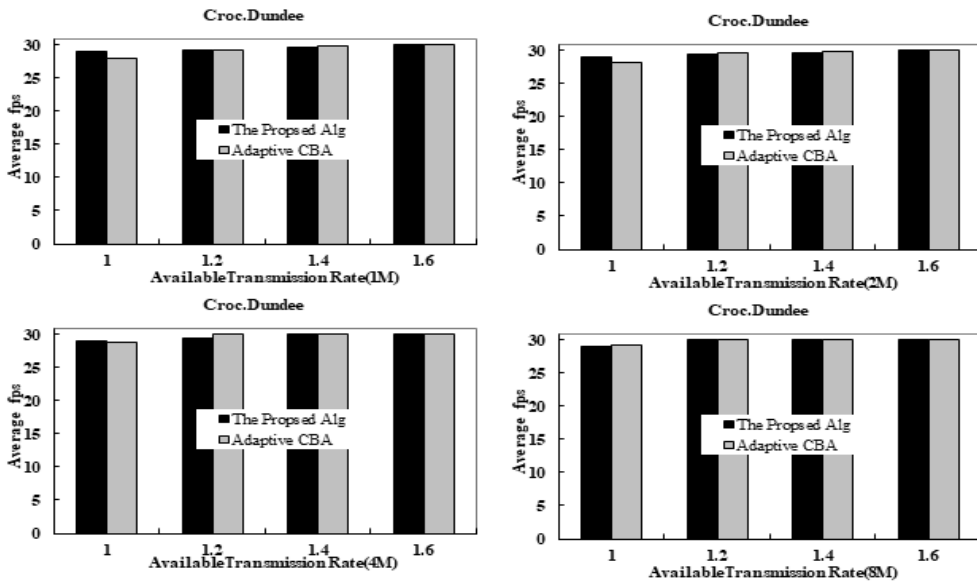 Croc.Dundee
30
25
20
15
10
5
0
Average fps
The Propsed Alg
Adaptive CBA
1 1.2 1.4 1.6
AvailableTransmission Rate(1M)
Croc.Dundee
30
25
20
15
10
5
0
Average fps
The Propsed Alg
Adaptive CBA
1 1.2 1.4 1.6
AvailableTransmission Rate(2M)
Croc.Dundee
30
25
20
15
10
5
0
Average fps
The Propsed Alg
Adaptive CBA
1 1.2 1.4 1.6
AvailableTransmission Rate(4M)
Croc.Dundee
30
25
20
15
10
5
0
Average fps
The Propsed Alg
Adaptive CBA
1 1.2 1.4 1.6
AvailableTransmission Rate(8M)